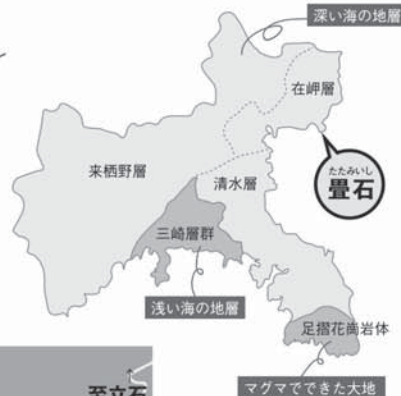 深い海の地層
在岬層
来栖野層
清水層
たたみいし
畳石
三崎層群
浅い海の地層
足摺花崗岩体
至立石
マグマでできた大地